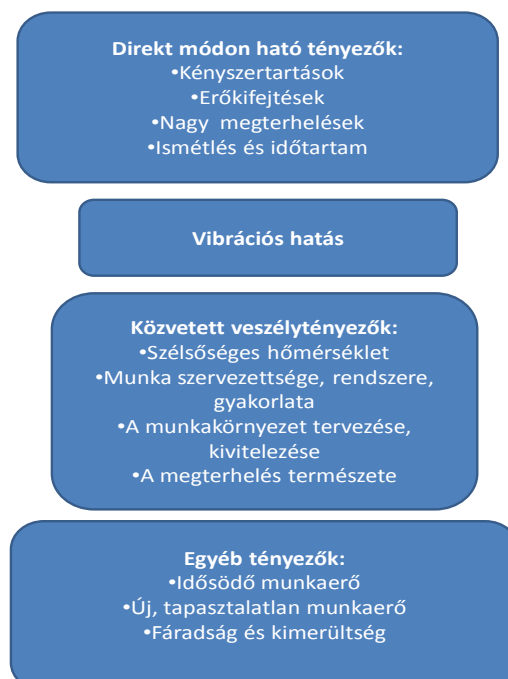 Direkt módon ható tényezők:
•Kényszertartások
•Erőkifejtések
•Nagy megterhelések
•Ismétlés és időtartam
Vibrációs hatás
Közvetett veszélytényezők:
•Szélsőséges hőmérséklet
•Munka szervezettsége, rendszere,
gyakorlata
•A munkakörnyezet tervezése,
kivitelezése
•A megterhelés természete
Egyéb tényezők:
•Idősödő munkaerő
•Új, tapasztalatlan munkaerő
•Fáradság és kimerültség